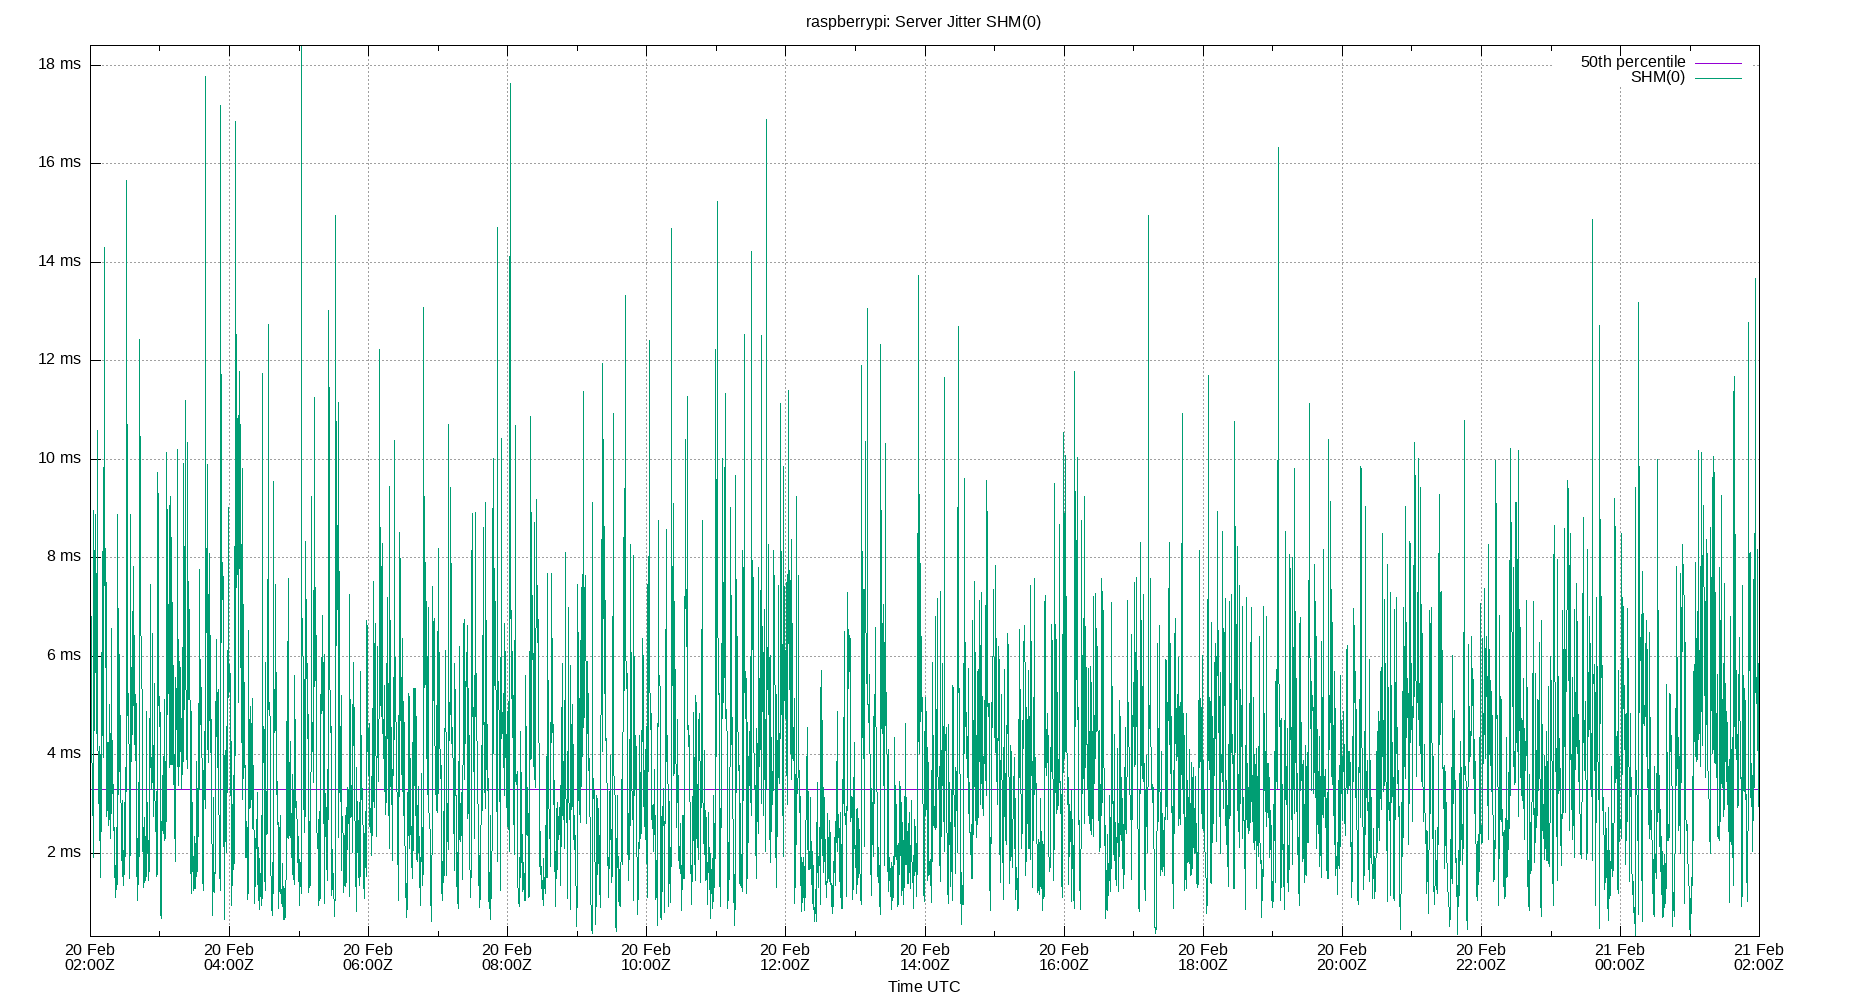 raspberrypi: Server Jitter SHM(0)
50th percentile
SHM(0)
18 ms
16 ms
14 ms
12 ms
10 ms
8 ms
6 ms
4 ms
2 ms
20 Feb 20 Feb 20 Feb 20 Feb 20 Feb 20 Feb 20 Feb 20 Feb 20 Feb 20 Feb 20 Feb 21 Feb 21 Feb
02:00Z 04:00Z 06:00Z 08:00Z 10:00Z 12:00Z 14:00Z 16:00Z 18:00Z 20:00Z 22:00Z 00:00Z 02:00Z
Time UTC